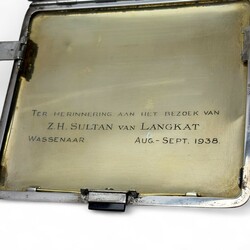 TER HERINNERING AAN HET BEZOEK VAN
Z.H. SULTAN VAN LANGKAT
WASSENAAR. AUG.-SEPT. 1938.